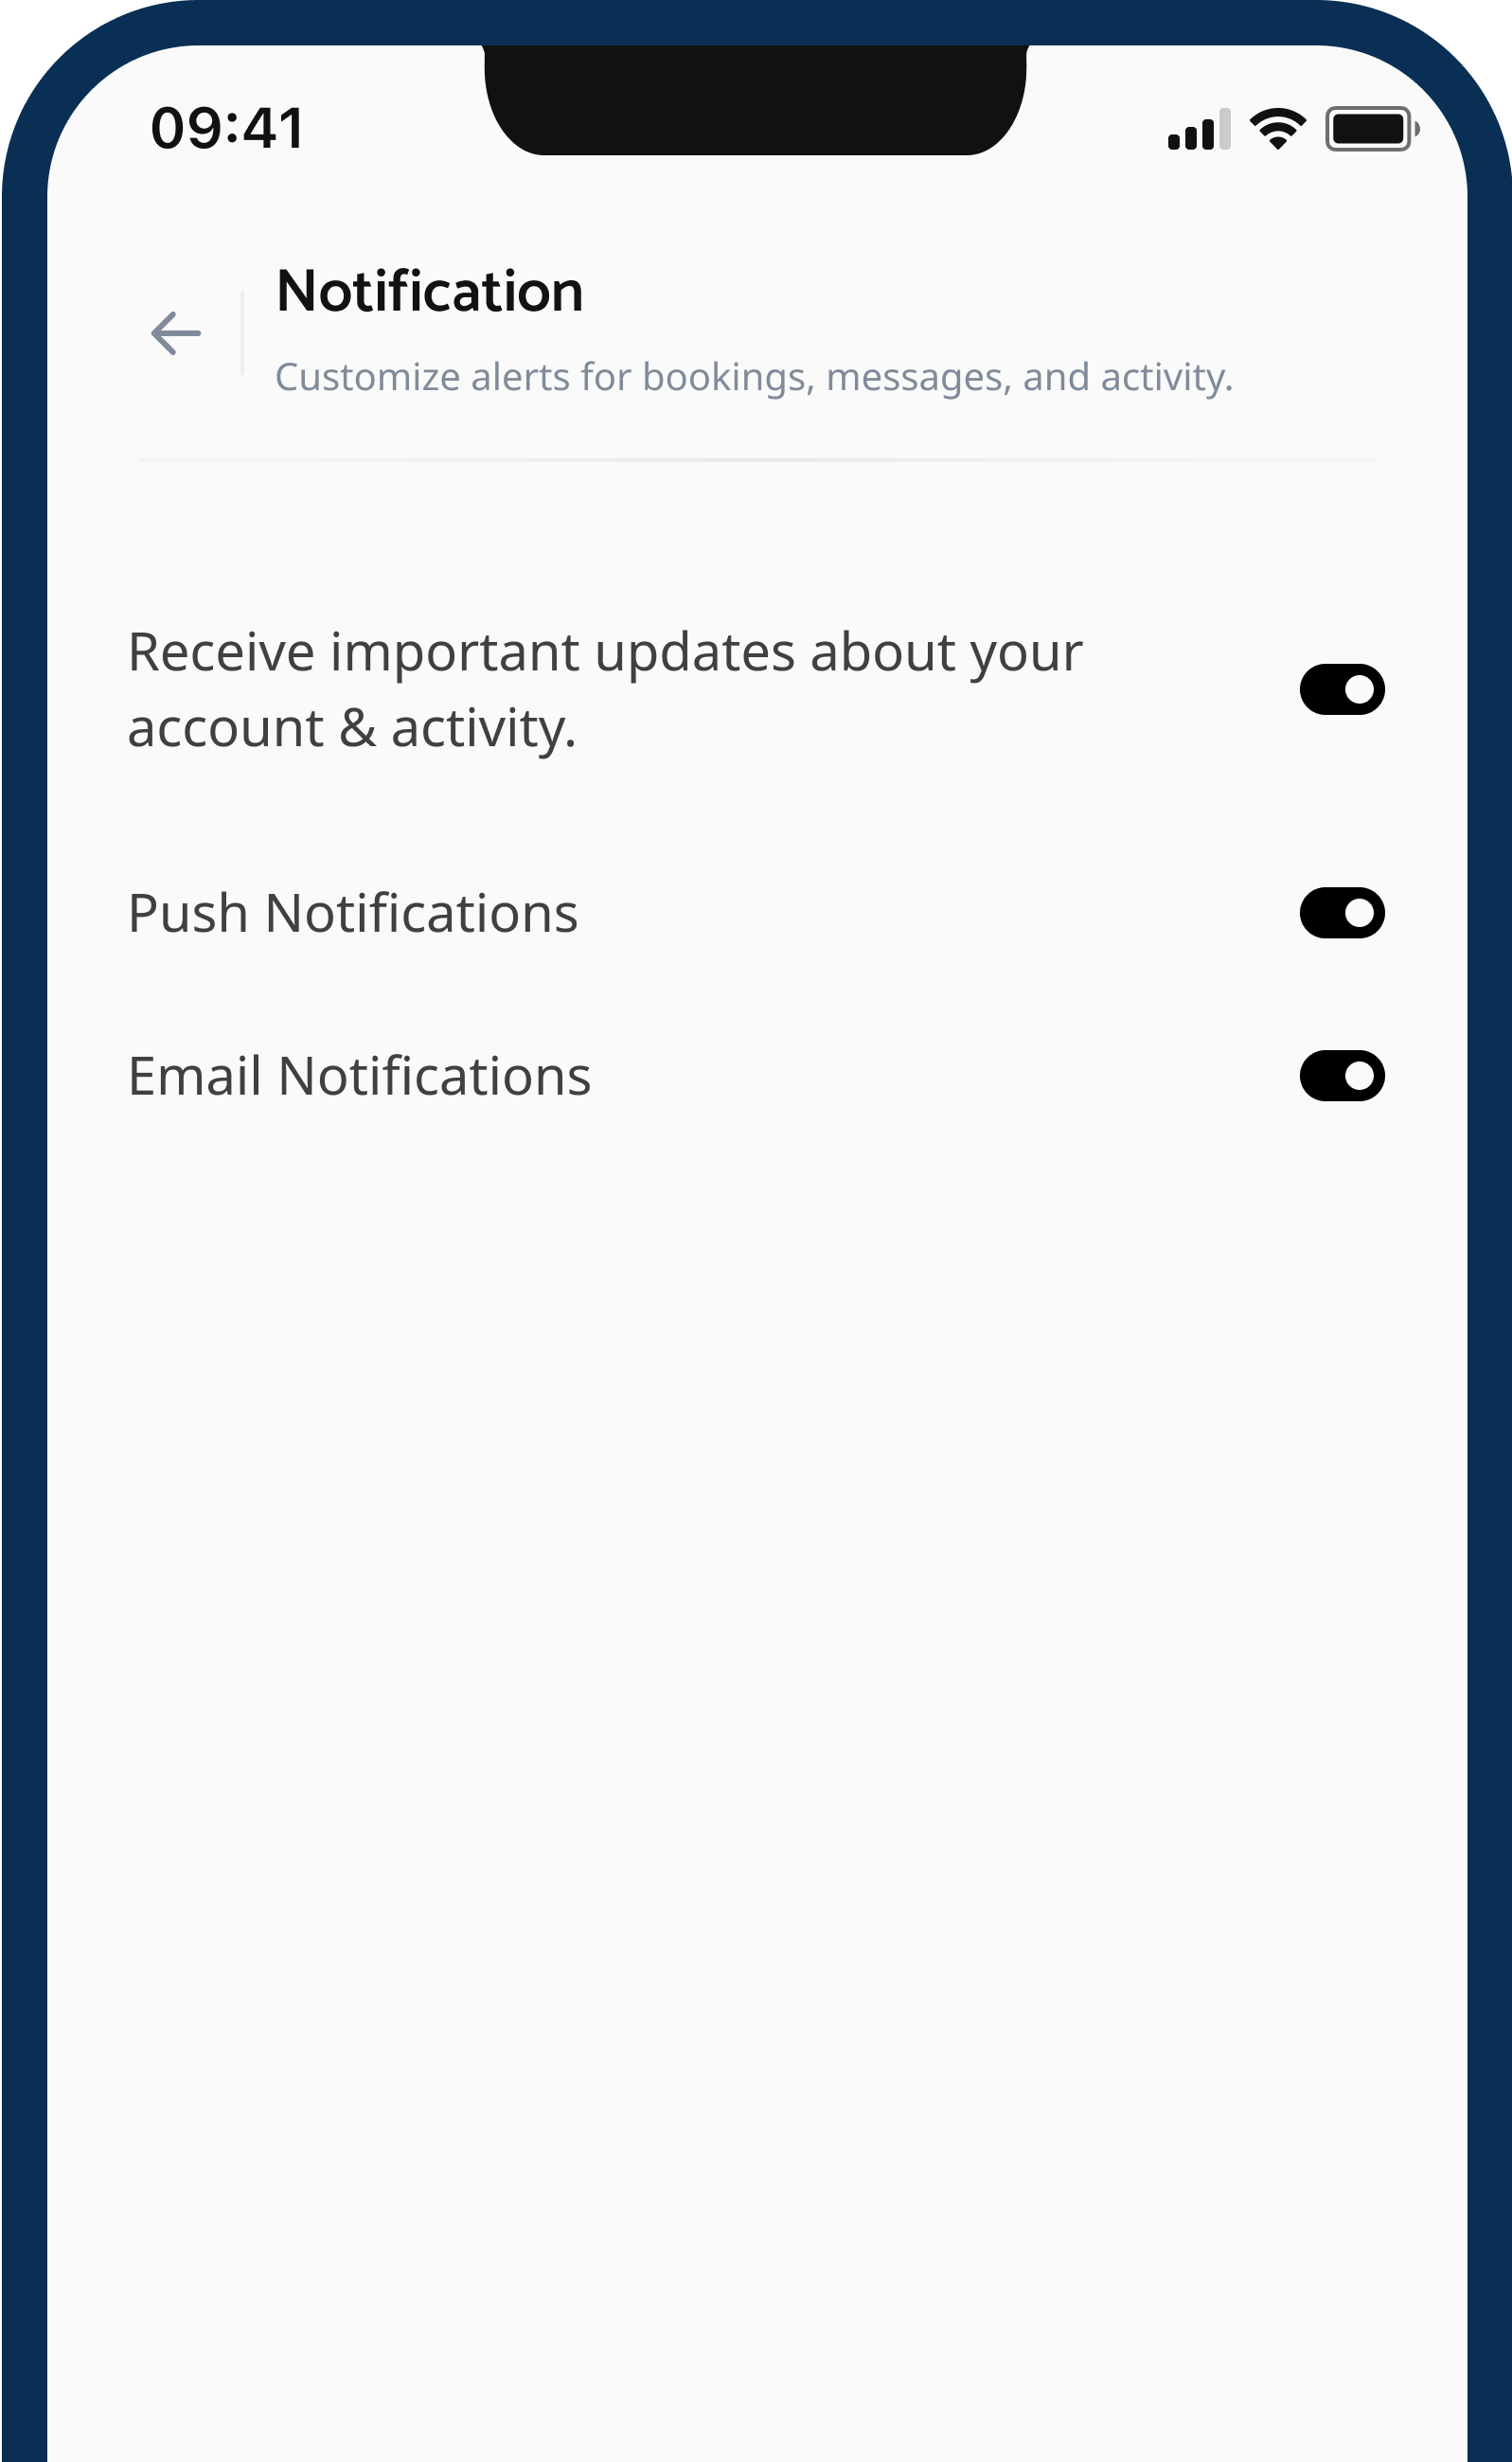 09:41
Notification
Customize alerts for bookings, messages, and activity.
Receive important updates about your
account & activity.
Push Notifications
Email Notifications